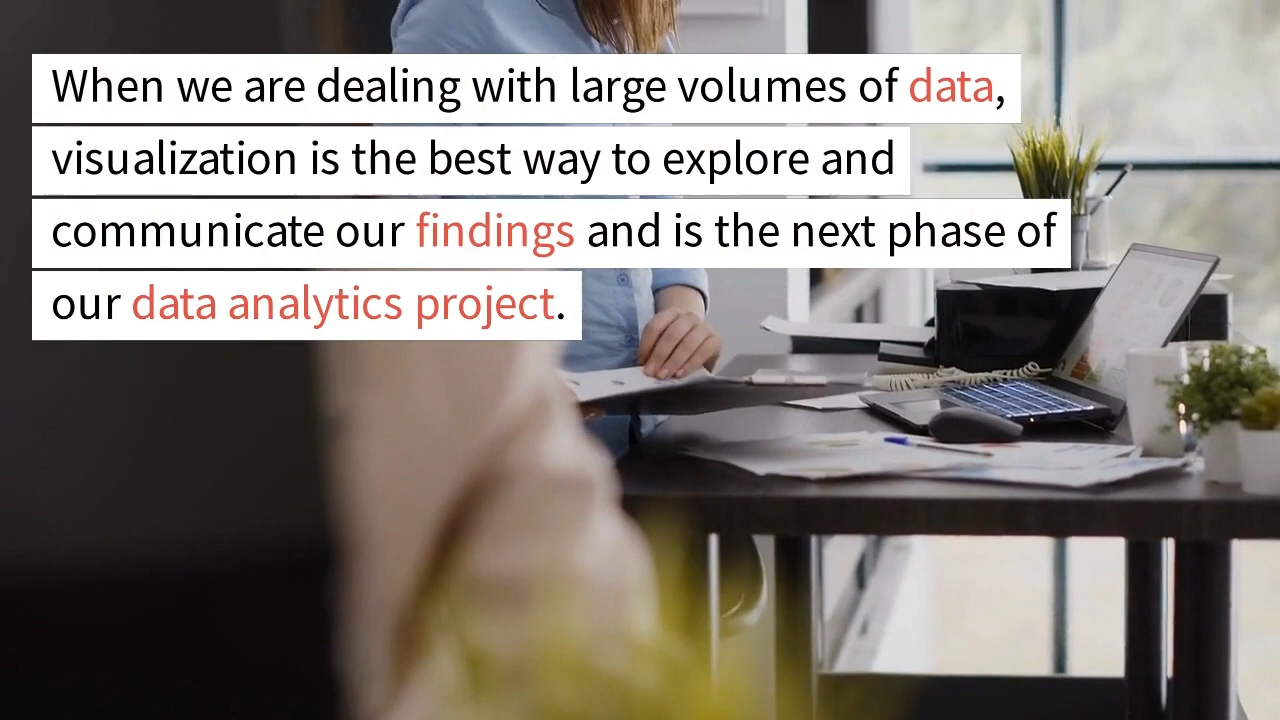 When we are dealing with large volumes of data,
visualization is the best way to explore and
communicate our findings and is the next phase of
our data analytics project.